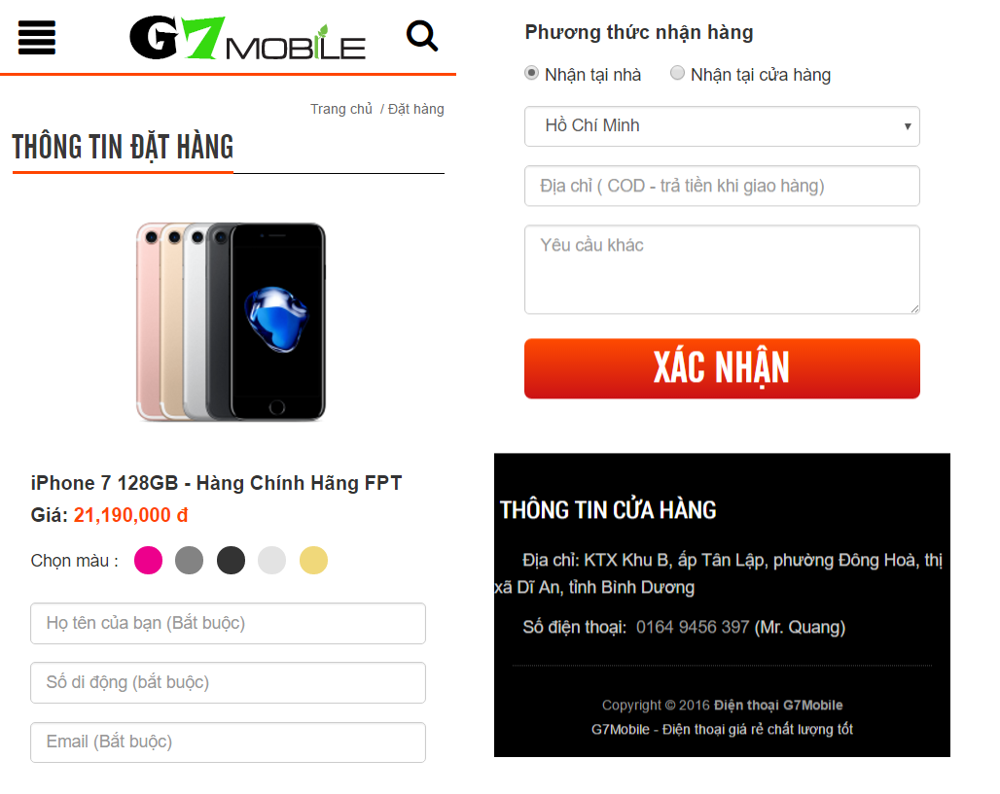 G7 MOBILE
Trang chủ / Đặt hàng
THÔNG TIN ĐẶT HÀNG
iPhone 7 128GB - Hàng Chính Hãng FPT
Giá: 21,190,000 đ
Chọn màu :
Họ tên của bạn (Bắt buộc)
Số di động (bắt buộc)
Email (Bắt buộc)
Phương thức nhận hàng
Nhận tại nhà Nhận tại cửa hàng
Hồ Chí Minh
Địa chỉ ( COD - trả tiền khi giao hàng)
Yêu cầu khác
XÁC NHẬN
THÔNG TIN CỬA HÀNG
Địa chỉ: KTX Khu B, ấp Tân Lập, phường Đông Hoà, thị
xã Dĩ An, tỉnh Bình Dương
Số điện thoại: 0164 9456 397 (Mr. Quang)
Copyright © 2016 Điện thoại G7Mobile
G7Mobile - Điện thoại giá rẻ chất lượng tốt